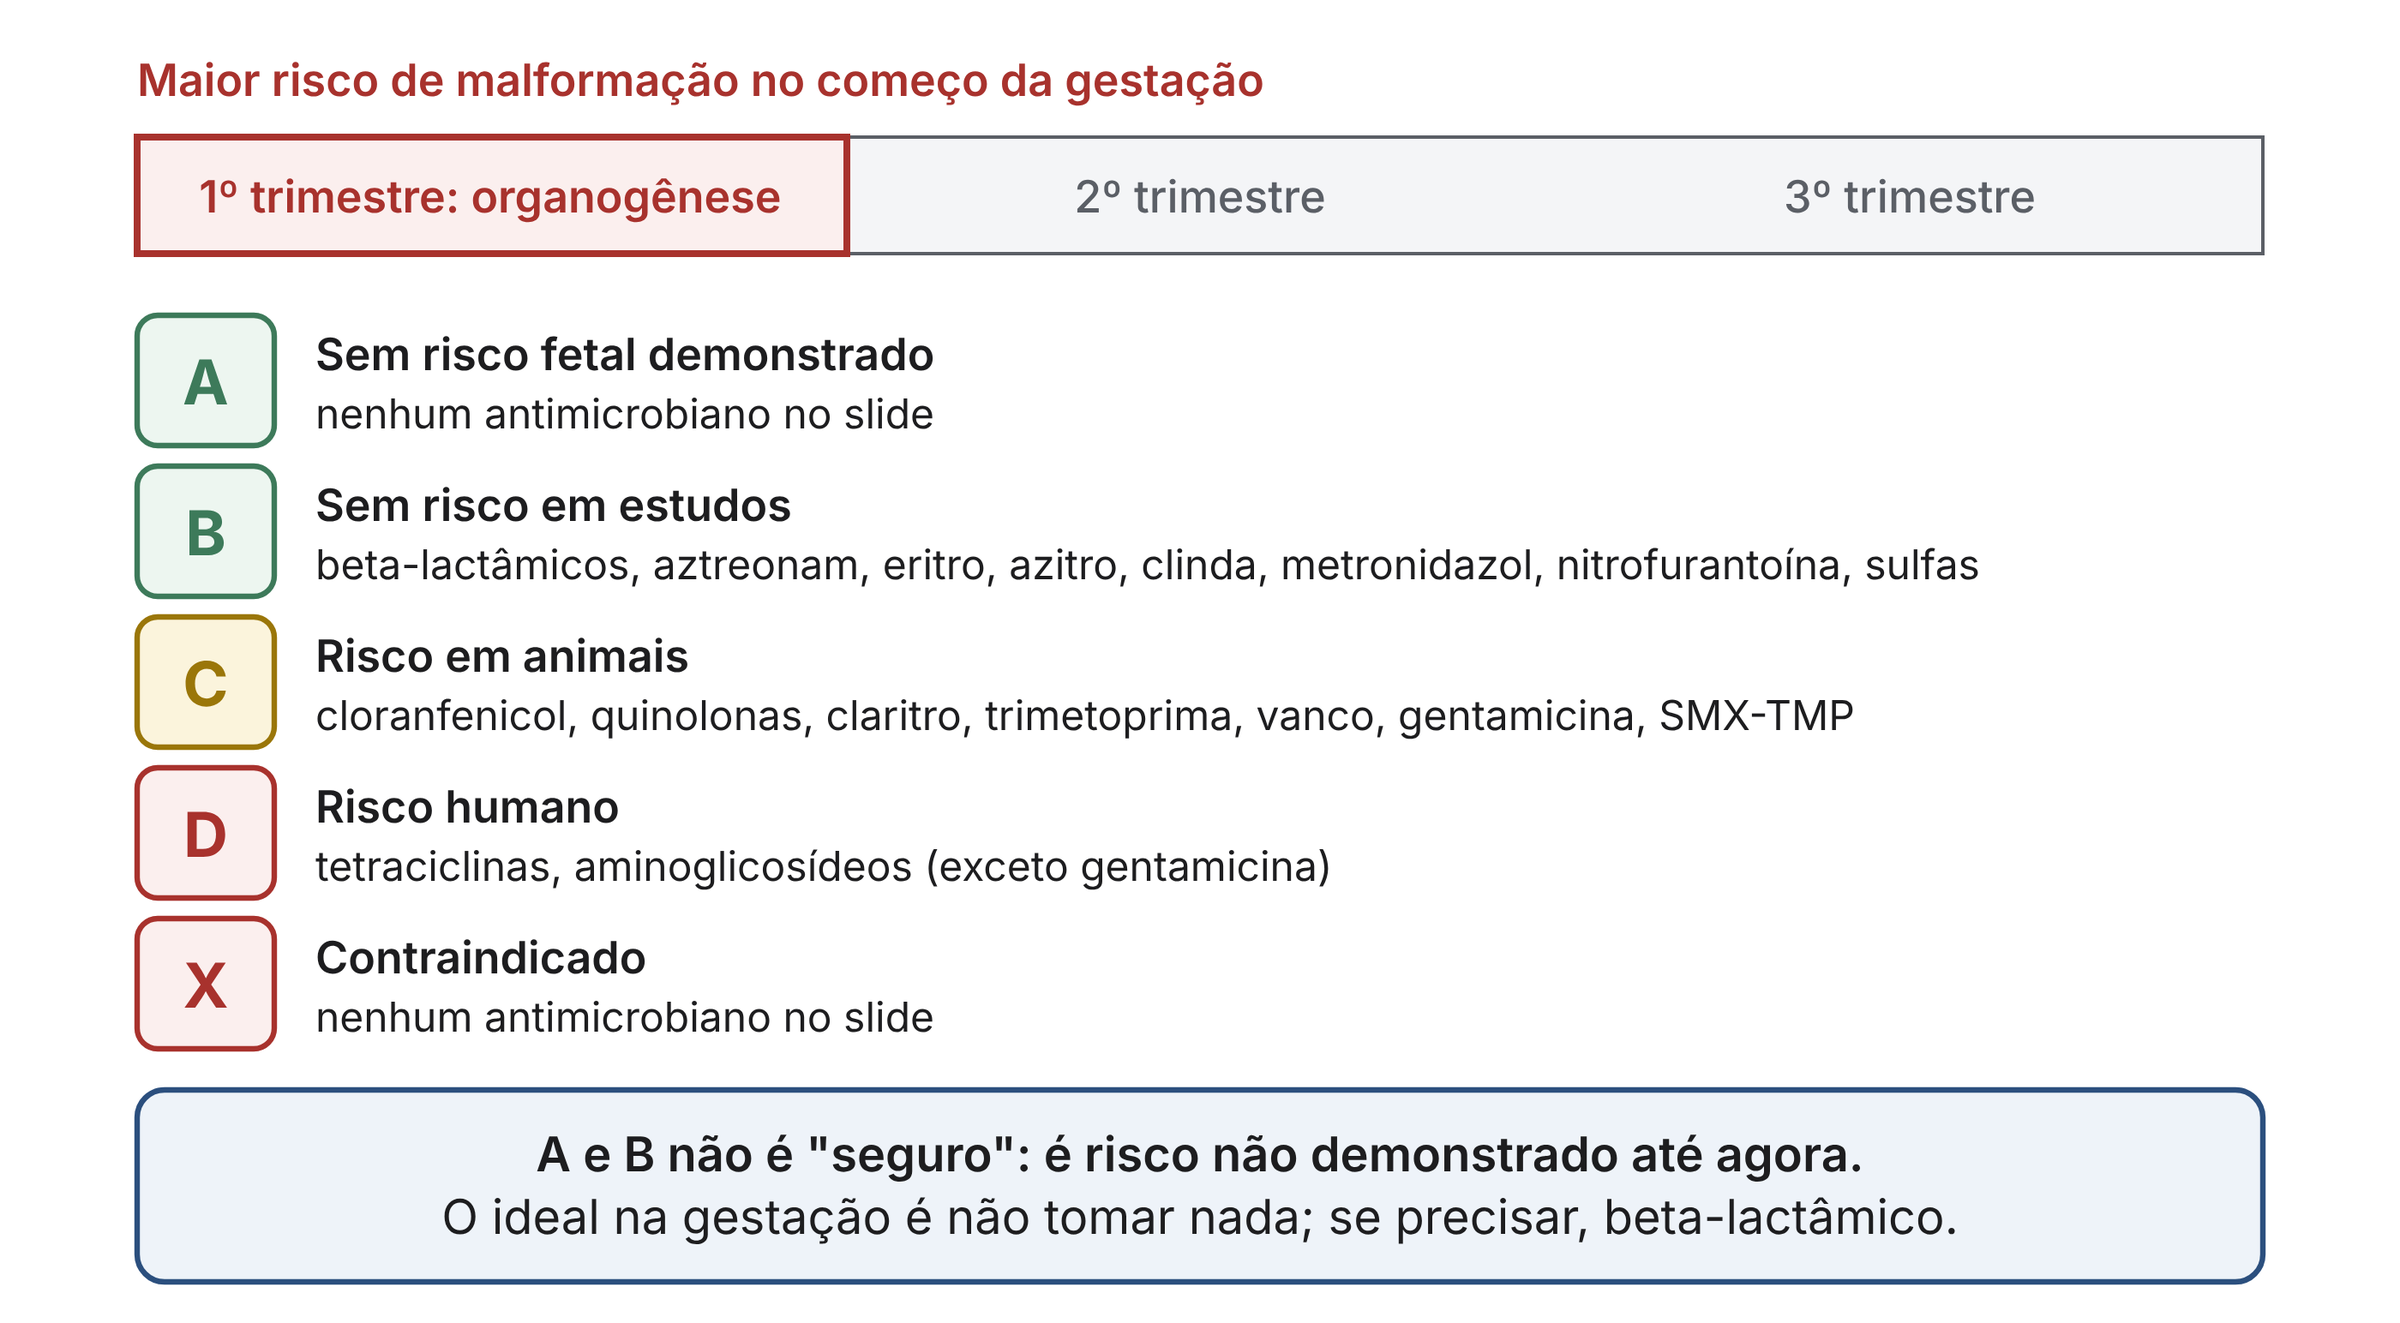 Maior risco de malformação no começo da gestação
1º trimestre: organogênese
2º trimestre
3º trimestre
A
Sem risco fetal demonstrado
nenhum antimicrobiano no slide
B
Sem risco em estudos
beta-lactâmicos, aztreonam, eritro, azitro, clinda, metronidazol, nitrofurantoína, sulfas
C
Risco em animais
cloranfenicol, quinolonas, claritro, trimetoprima, vanco, gentamicina, SMX-TMP
D
Risco humano
tetraciclinas, aminoglicosídeos (exceto gentamicina)
X
Contraindicado
nenhum antimicrobiano no slide
A e B não é "seguro": é risco não demonstrado até agora.
O ideal na gestação é não tomar nada; se precisar, beta-lactâmico.